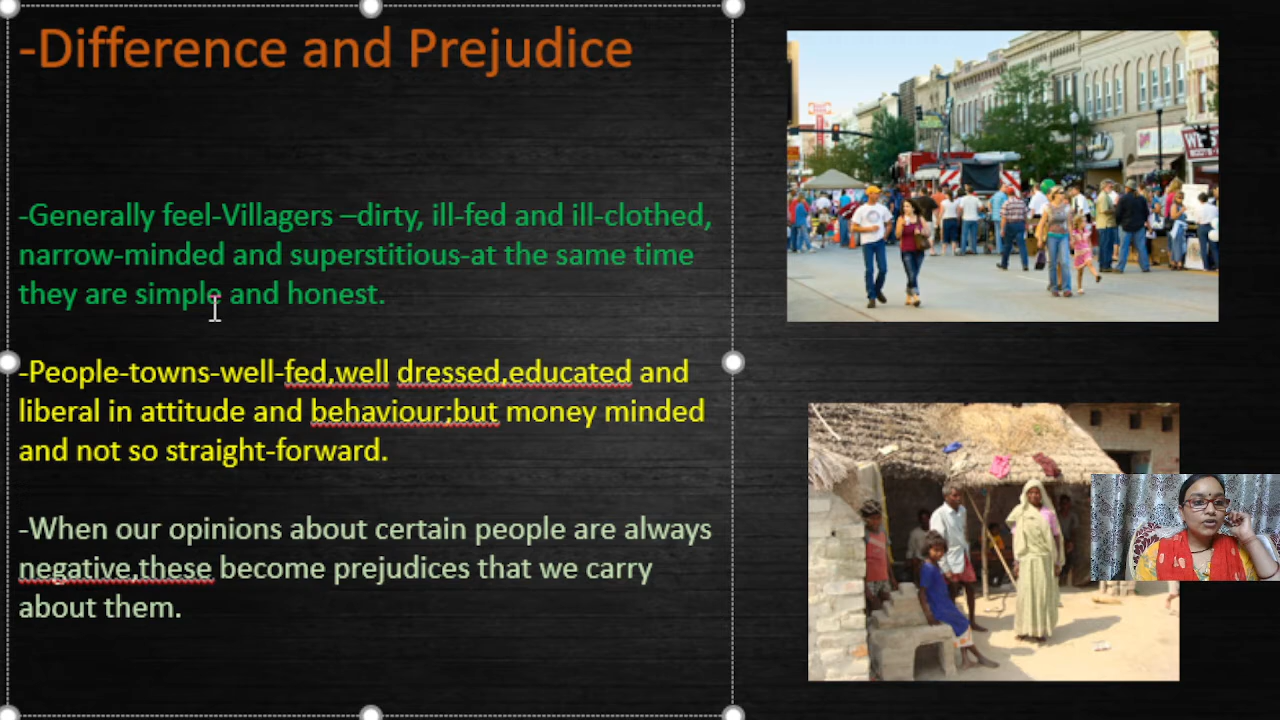 -Difference and Prejudice
-Generally feel-Villagers –dirty, ill-fed and ill-clothed,
narrow-minded and superstitious-at the same time
they are simple and honest.
-People-towns-well-fed,well dressed,educated and
liberal in attitude and behaviour;but money minded
and not so straight-forward.
-When our opinions about certain people are always
negative,these become prejudices that we carry
about them.